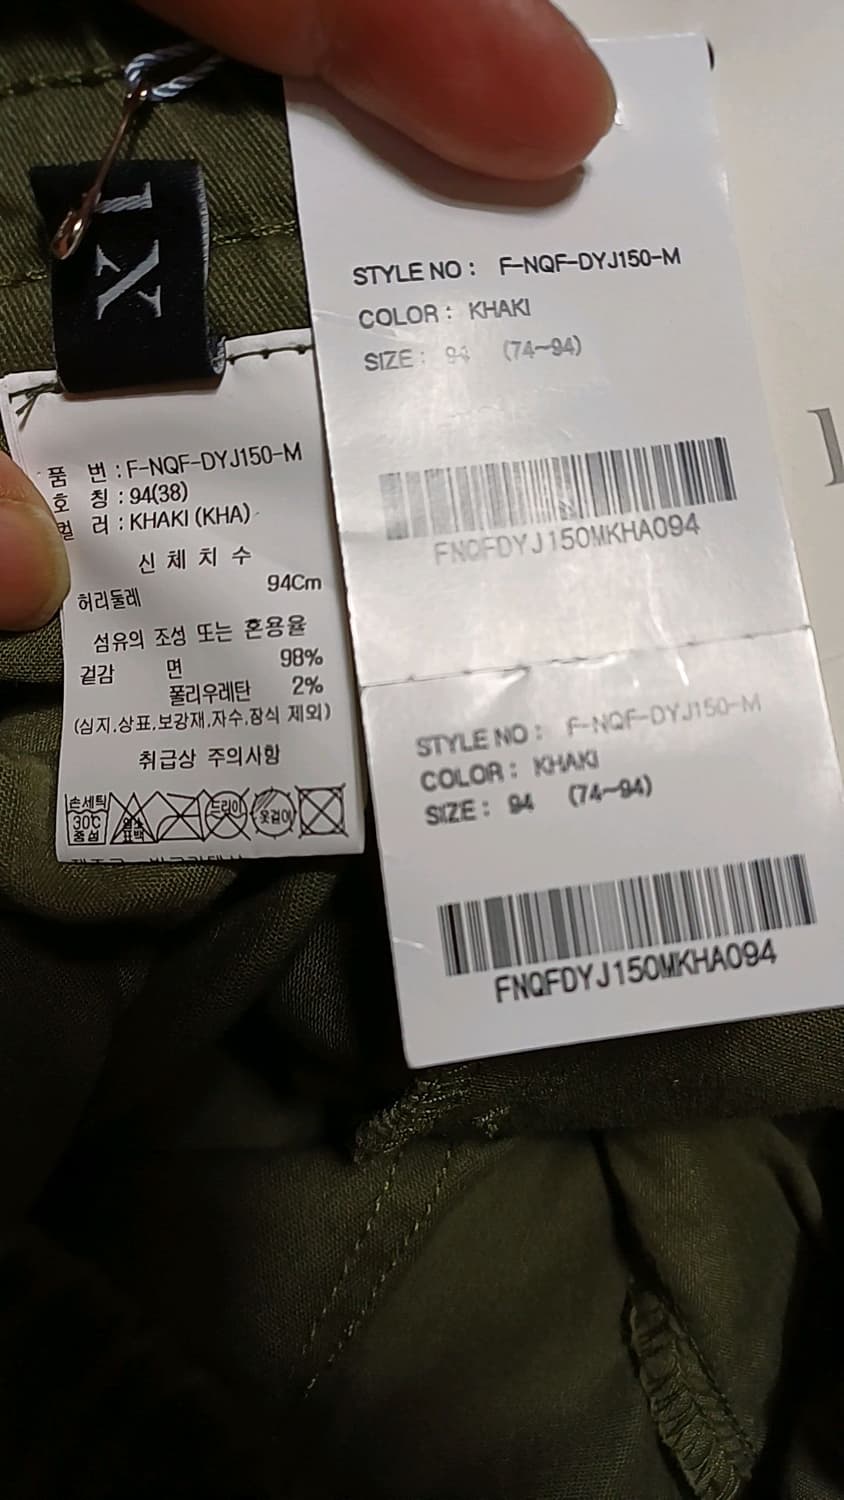 IX
품 번 : F-NQF-DYJ150-M
호 칭 : 94(38)
컬 러 : KHAKI (KHA)
신 체 치 수
허리둘레 94Cm
섬유의 조성 또는 혼용율
겉감 면 98%
폴리우레탄 2%
(심지,상표,보강재,자수,장식 제외)
취급상 주의사항
손세탁 30℃ 중성
염소 표백
드라이
옷걸이
STYLE NO : F-NQF-DYJ150-M
COLOR : KHAKI
SIZE : 94 (74~94)
FNQFDYJ150MKHA094
STYLE NO : F-NQF-DYJ150-M
COLOR : KHAKI
SIZE : 94 (74~94)
FNQFDYJ150MKHA094